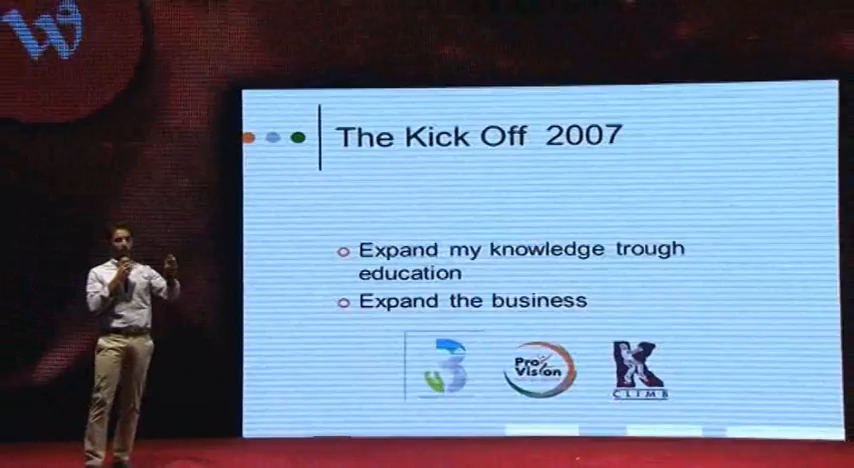 The Kick Off 2007
Expand my knowledge trough
education
Expand the business
Pro
Vision
K
CLIMB